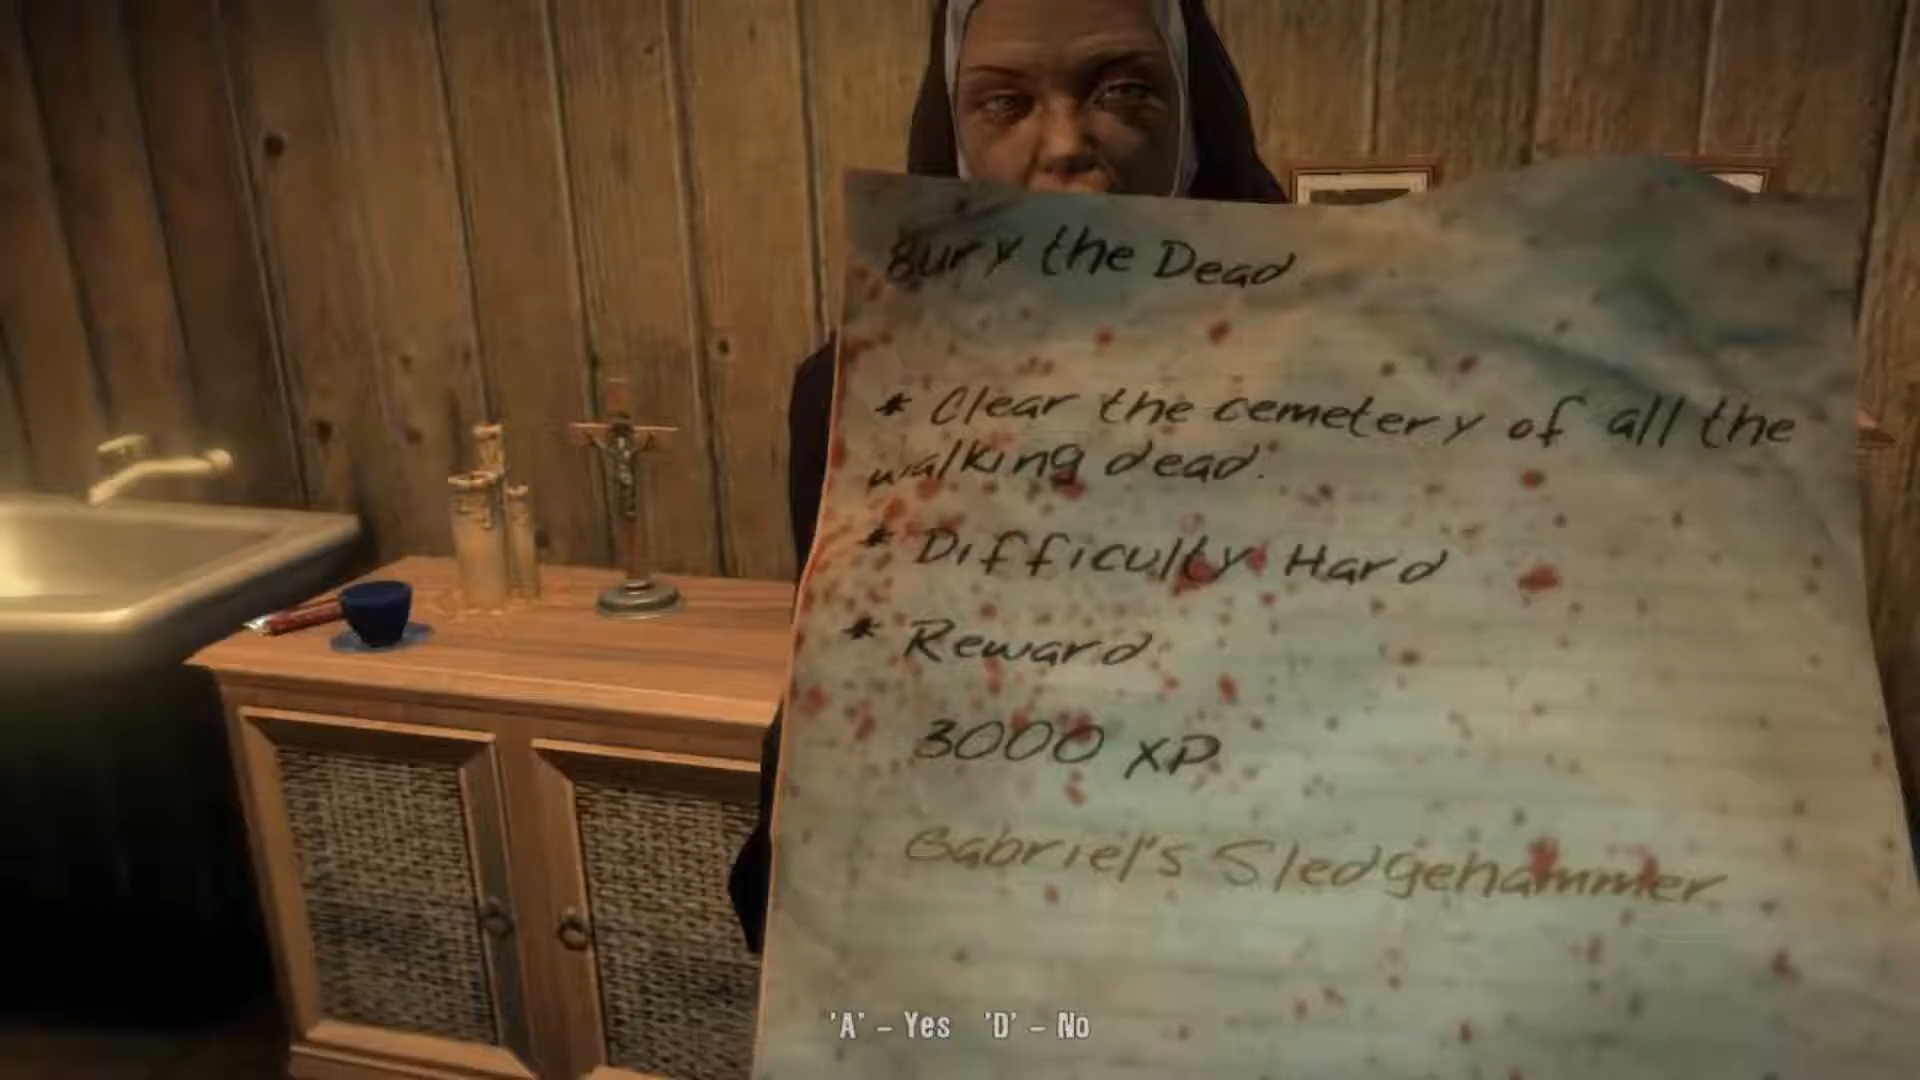 Bury the Dead
* Clear the cemetery of all the
walking dead.
* Difficulty Hard
* Reward
3000 XP
Gabriel's Sledgehammer
'A' – Yes 'D' – No